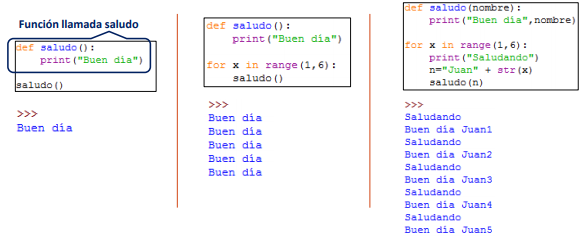 Función llamada saludo
def saludo():
    print("Buen día")
saludo()
>>>
Buen día
def saludo():
    print("Buen día")
for x in range(1,6):
    saludo()
>>>
Buen día
Buen día
Buen día
Buen día
Buen día
def saludo(nombre):
    print("Buen día",nombre)
for x in range(1,6):
    print("Saludando")
    n="Juan" + str(x)
    saludo(n)
>>>
Saludando
Buen día Juan1
Saludando
Buen día Juan2
Saludando
Buen día Juan3
Saludando
Buen día Juan4
Saludando
Buen día Juan5